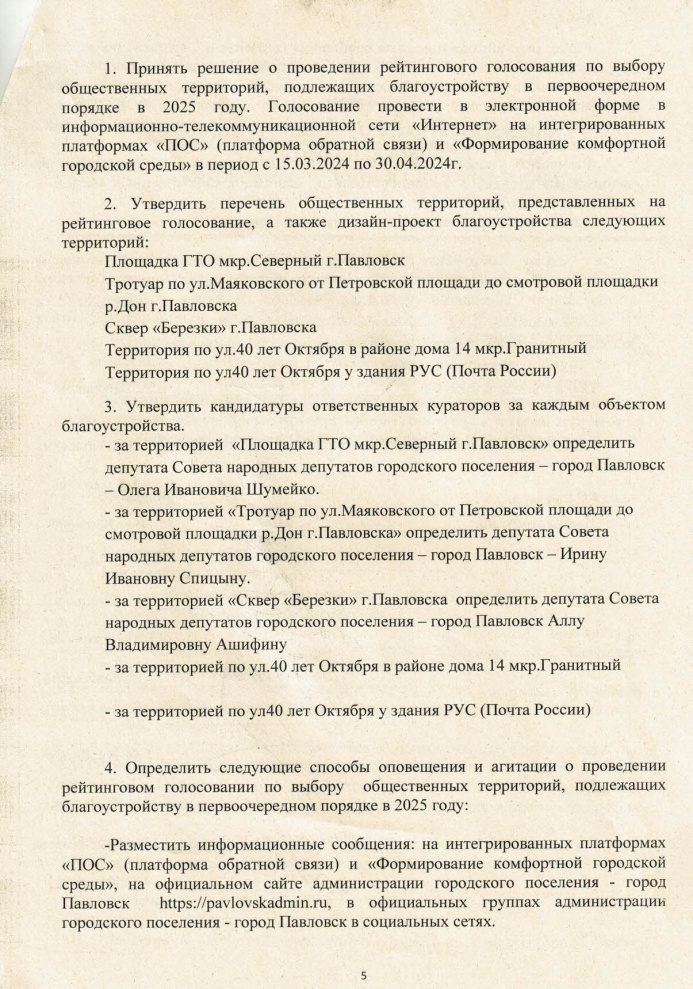 1. Принять решение о проведении рейтингового голосования по выбору
общественных территорий, подлежащих благоустройству в первоочередном
порядке в 2025 году. Голосование провести в электронной форме в
информационно-телекоммуникационной сети «Интернет» на интегрированных
платформах «ПОС» (платформа обратной связи) и «Формирование комфортной
городской среды» в период с 15.03.2024 по 30.04.2024г.
2. Утвердить перечень общественных территорий, представленных на
рейтинговое голосование, а также дизайн-проект благоустройства следующих
территорий:
Площадка ГТО мкр.Северный г.Павловск
Тротуар по ул.Маяковского от Петровской площади до смотровой площадки
р.Дон г.Павловска
Сквер «Березки» г.Павловска
Территория по ул.40 лет Октября в районе дома 14 мкр.Гранитный
Территория по ул40 лет Октября у здания РУС (Почта России)
3. Утвердить кандидатуры ответственных кураторов за каждым объектом
благоустройства.
- за территорией «Площадка ГТО мкр.Северный г.Павловск» определить
депутата Совета народных депутатов городского поселения – город Павловск
– Олега Ивановича Шумейко.
- за территорией «Тротуар по ул.Маяковского от Петровской площади до
смотровой площадки р.Дон г.Павловска» определить депутата Совета
народных депутатов городского поселения – город Павловск – Ирину
Ивановну Спицыну.
- за территорией «Сквер «Березки» г.Павловска определить депутата Совета
народных депутатов городского поселения – город Павловск Аллу
Владимировну Ашифину
- за территорией по ул.40 лет Октября в районе дома 14 мкр.Гранитный
- за территорией по ул40 лет Октября у здания РУС (Почта России)
4. Определить следующие способы оповещения и агитации о проведении
рейтинговом голосовании по выбору общественных территорий, подлежащих
благоустройству в первоочередном порядке в 2025 году:
-Разместить информационные сообщения: на интегрированных платформах
«ПОС» (платформа обратной связи) и «Формирование комфортной городской
среды», на официальном сайте администрации городского поселения - город
Павловск https://pavlovskadmin.ru, в официальных группах администрации
городского поселения - город Павловск в социальных сетях.
5